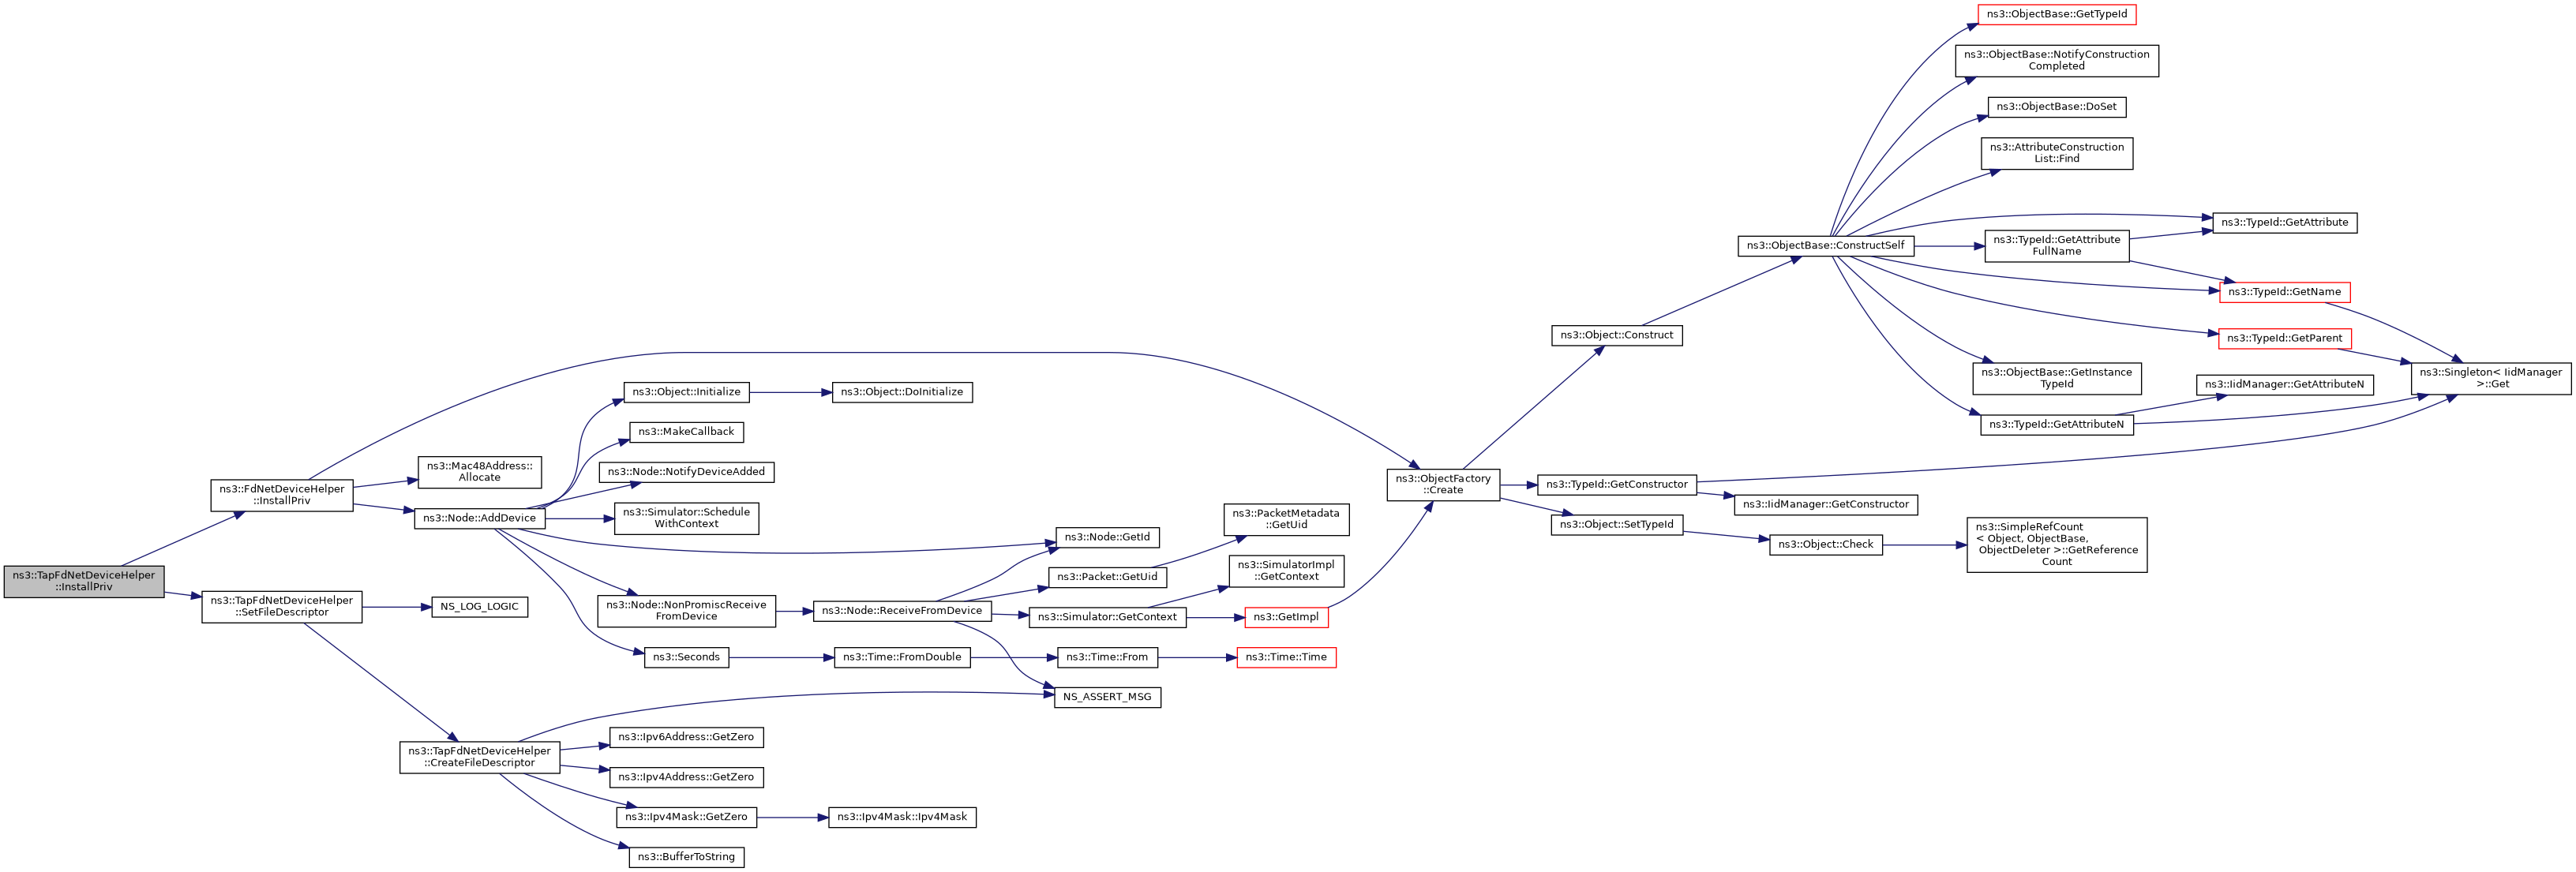 ns3::TapFdNetDeviceHelper
::InstallPriv
ns3::FdNetDeviceHelper
::InstallPriv
ns3::TapFdNetDeviceHelper
::SetFileDescriptor
ns3::Mac48Address::
Allocate
ns3::Node::AddDevice
NS_LOG_LOGIC
ns3::TapFdNetDeviceHelper
::CreateFileDescriptor
ns3::Object::Initialize
ns3::MakeCallback
ns3::Node::NotifyDeviceAdded
ns3::Simulator::Schedule
WithContext
ns3::Node::NonPromiscReceive
FromDevice
ns3::Seconds
ns3::Ipv6Address::GetZero
ns3::Ipv4Address::GetZero
ns3::Ipv4Mask::GetZero
ns3::BufferToString
ns3::Object::DoInitialize
ns3::Node::ReceiveFromDevice
ns3::Time::FromDouble
ns3::Ipv4Mask::Ipv4Mask
ns3::Node::GetId
ns3::Packet::GetUid
ns3::Simulator::GetContext
ns3::Time::From
NS_ASSERT_MSG
ns3::PacketMetadata
::GetUid
ns3::SimulatorImpl
::GetContext
ns3::GetImpl
ns3::Time::Time
ns3::ObjectFactory
::Create
ns3::Object::Construct
ns3::TypeId::GetConstructor
ns3::Object::SetTypeId
ns3::ObjectBase::ConstructSelf
ns3::IidManager::GetConstructor
ns3::Object::Check
ns3::ObjectBase::GetTypeId
ns3::ObjectBase::NotifyConstruction
Completed
ns3::ObjectBase::DoSet
ns3::AttributeConstruction
List::Find
ns3::TypeId::GetAttribute
FullName
ns3::ObjectBase::GetInstance
TypeId
ns3::TypeId::GetAttributeN
ns3::SimpleRefCount
< Object, ObjectBase,
ObjectDeleter >::GetReference
Count
ns3::TypeId::GetAttribute
ns3::TypeId::GetName
ns3::TypeId::GetParent
ns3::IidManager::GetAttributeN
ns3::Singleton< IidManager
>::Get